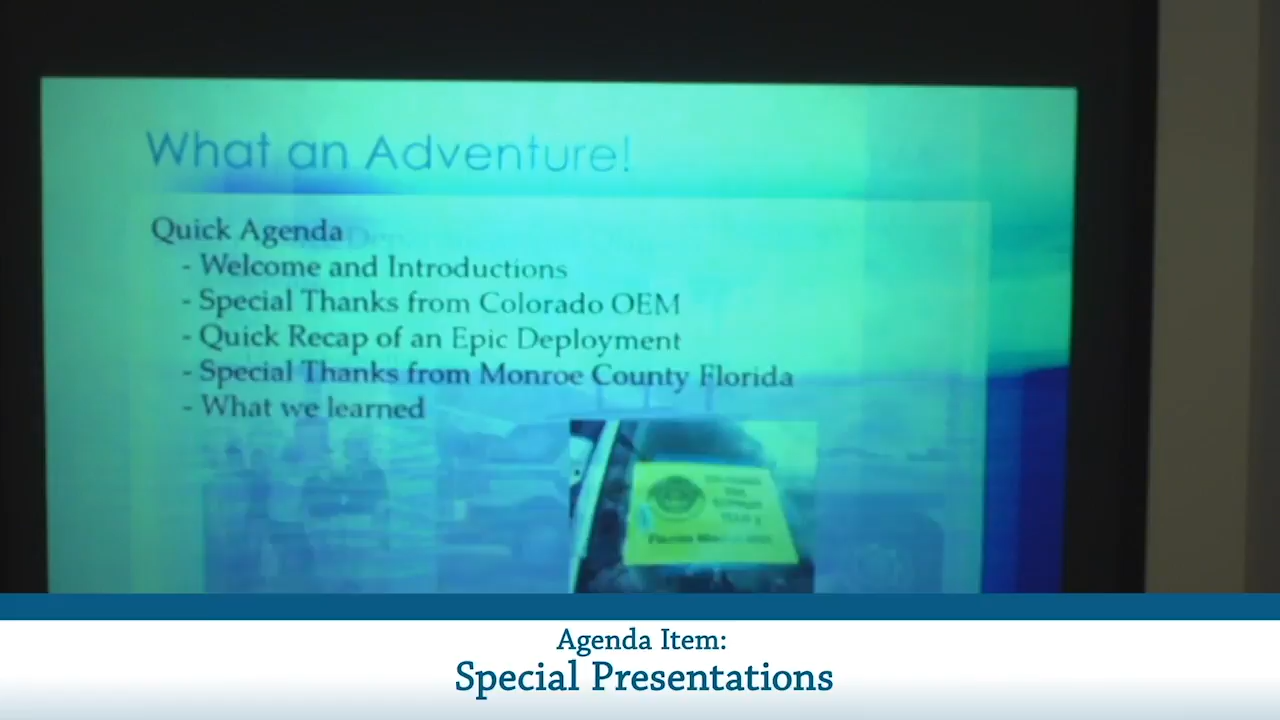 What an Adventure!
Quick Agenda
- Welcome and Introductions
- Special Thanks from Colorado OEM
- Quick Recap of an Epic Deployment
- Special Thanks from Monroe County Florida
- What we learned
Agenda Item:
Special Presentations